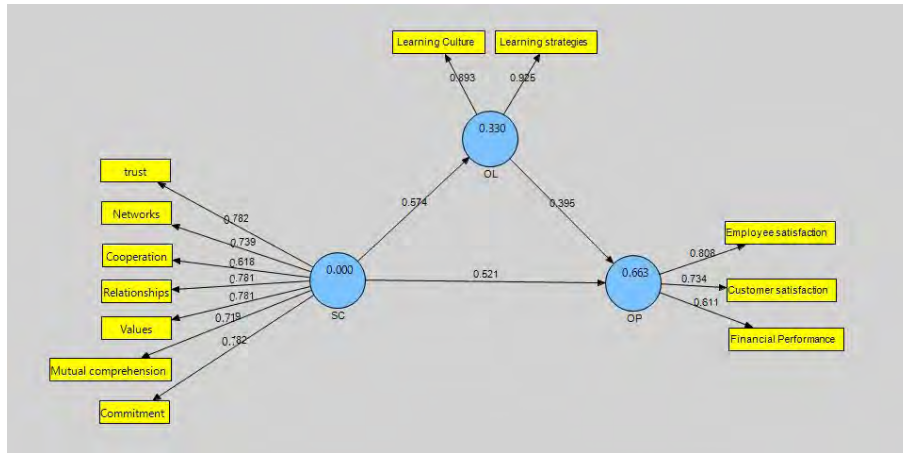 Learning Culture
Learning strategies
0.893
0.925
0.330
OL
trust
Networks
Cooperation
Relationships
Values
Mutual comprehension
Commitment
0.782
0.739
0.618
0.781
0.781
0.719
0.782
0.574
0.395
0.000
SC
0.521
0.663
OP
0.808
0.734
0.611
Employee satisfaction
Customer satisfaction
Financial Performance